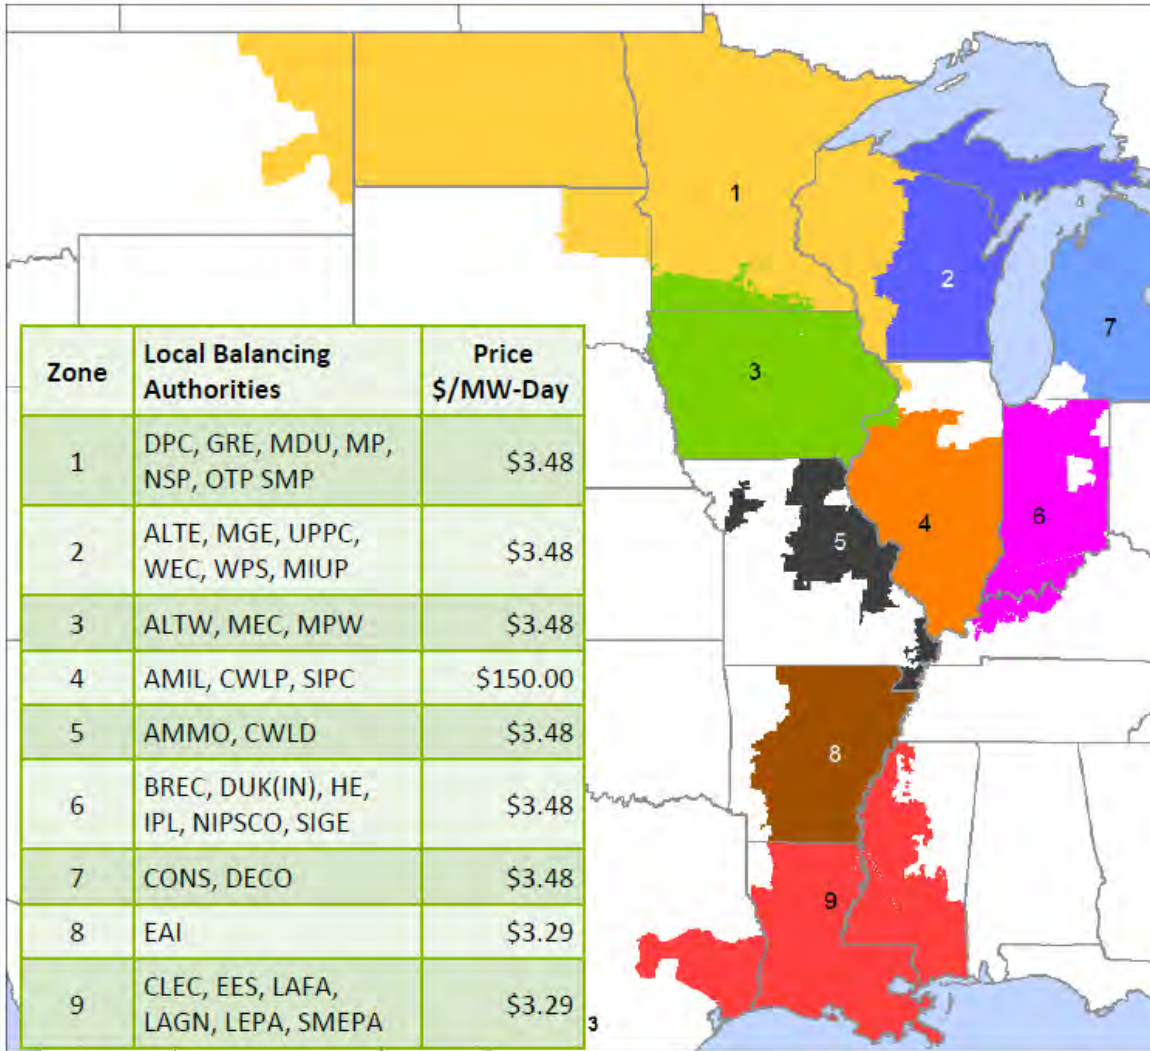 Zone Local Balancing Authorities Price $/MW-Day
1 DPC, GRE, MDU, MP, NSP, OTP SMP $3.48
2 ALTE, MGE, UPPC, WEC, WPS, MIUP $3.48
3 ALTW, MEC, MPW $3.48
4 AMIL, CWLP, SIPC $150.00
5 AMMO, CWLD $3.48
6 BREC, DUK(IN), HE, IPL, NIPSCO, SIGE $3.48
7 CONS, DECO $3.48
8 EAI $3.29
9 CLEC, EES, LAFA, LAGN, LEPA, SMEPA $3.29
1
2
7
3
4
6
5
8
9
3